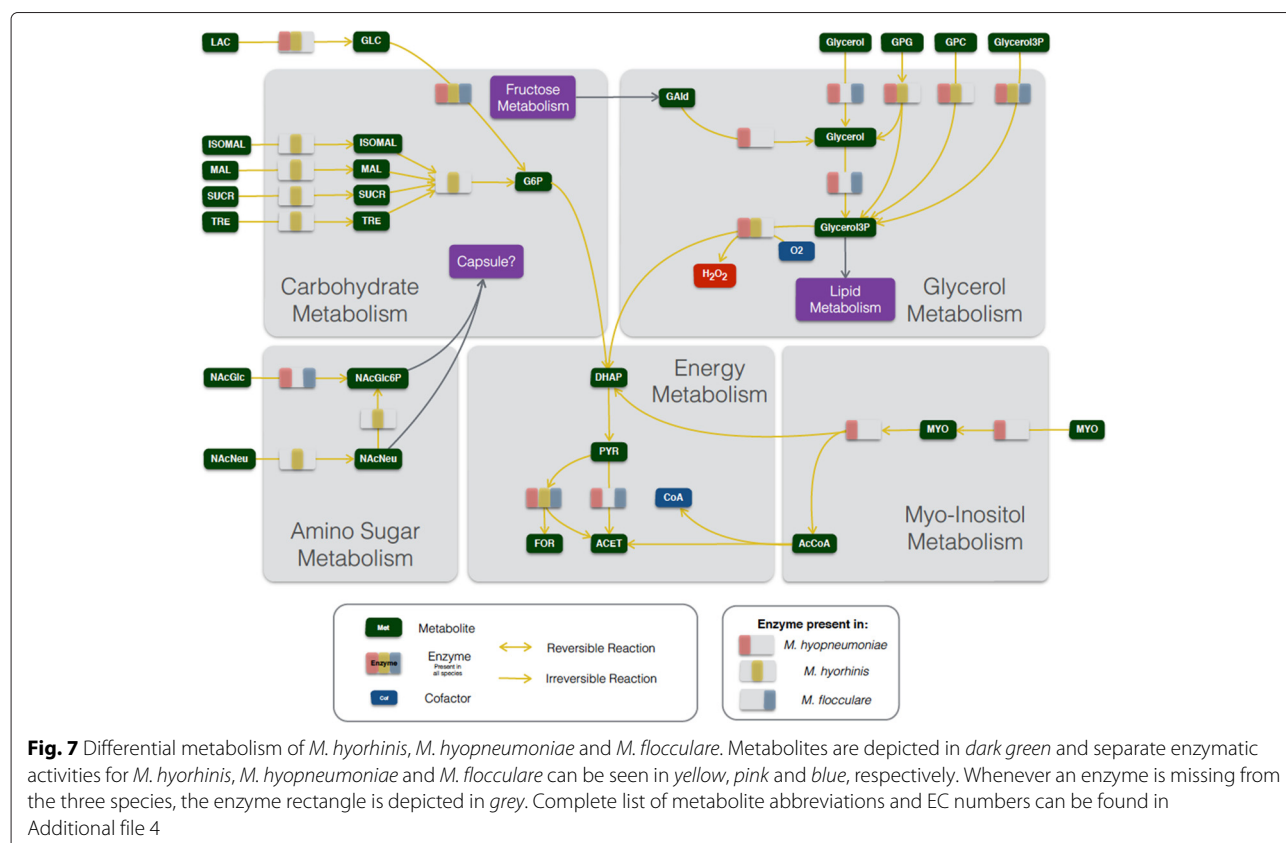 LAC
GLC
Glycerol
GPG
GPC
Glycerol3P
Fructose
Metabolism
GAld
Glycerol
ISOMAL
ISOMAL
MAL
MAL
SUCR
SUCR
TRE
TRE
G6P
Glycerol3P
O2
H2O2
Capsule?
Lipid
Metabolism
Carbohydrate
Metabolism
Glycerol
Metabolism
NAcGlc
NAcGlc6P
NAcNeu
NAcNeu
Amino Sugar
Metabolism
DHAP
Energy
Metabolism
PYR
CoA
FOR
ACET
AcCoA
MYO
MYO
Myo-Inositol
Metabolism
Met
Metabolite
Enzyme
Enzyme
Present in
all species
Cof
Cofactor
Reversible Reaction
Irreversible Reaction
Enzyme present in:
M. hyopneumoniae
M. hyorhinis
M. flocculare
Fig. 7 Differential metabolism of M. hyorhinis, M. hyopneumoniae and M. flocculare. Metabolites are depicted in dark green and separate enzymatic
activities for M. hyorhinis, M. hyopneumoniae and M. flocculare can be seen in yellow, pink and blue, respectively. Whenever an enzyme is missing from
the three species, the enzyme rectangle is depicted in grey. Complete list of metabolite abbreviations and EC numbers can be found in
Additional file 4